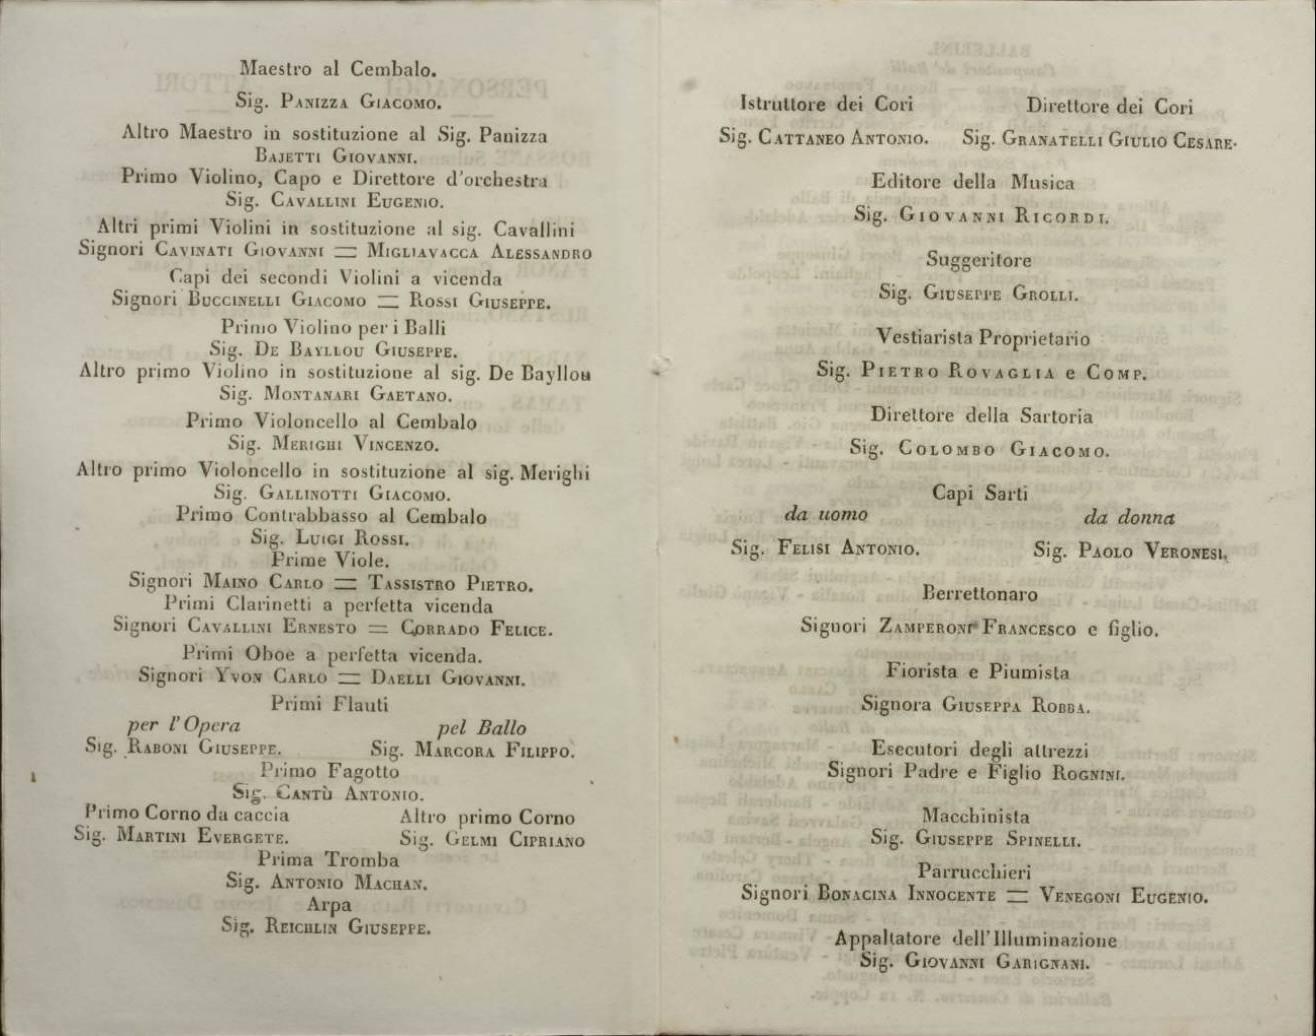 Maestro al Cembalo.
Sig. PANIZZA GIACOMO.
Altro Maestro in sostituzione al Sig. Panizza
BAJETTI GIOVANNI.
Primo Violino, Capo e Direttore d'orchestra
Sig. CAVALLINI EUGENIO.
Altri primi Violini in sostituzione al sig. Cavallini
Signori CAVINATI GIOVANNI = MIGLIAVACCA ALESSANDRO
Capi dei secondi Violini a vicenda
Signori BUCCINELLI GIACOMO = ROSSI GIUSEPPE.
Primo Violino per i Balli
Sig. DE BAYLLOU GIUSEPPE.
Altro primo Violino in sostituzione al sig. De Bayllou
Sig. MONTANARI GAETANO.
Primo Violoncello al Cembalo
Sig. MERIGHI VINCENZO.
Altro primo Violoncello in sostituzione al sig. Merighi
Sig. GALLINOTTI GIACOMO.
Primo Contrabbasso al Cembalo
Sig. LUIGI ROSSI.
Prime Viole.
Signori MAINO CARLO = TASSISTRO PIETRO.
Primi Clarinetti a perfetta vicenda
Signori CAVALLINI ERNESTO = CORRADO FELICE.
Primi Oboe a perfetta vicenda.
Signori YVON CARLO = DAELLI GIOVANNI.
Primi Flauti
per l'Opera pel Ballo
Sig. RABONI GIUSEPPE. Sig. MARCORA FILIPPO.
Primo Fagotto
Sig. CANTÙ ANTONIO.
Primo Corno da caccia Altro primo Corno
Sig. MARTINI EVERGETE. Sig. GELMI CIPRIANO
Prima Tromba
Sig. ANTONIO MACHAN.
Arpa
Sig. REICHLIN GIUSEPPE.
Istruttore dei Cori Direttore dei Cori
Sig. CATTANEO ANTONIO. Sig. GRANATELLI GIULIO CESARE.
Editore della Musica
Sig. GIOVANNI RICORDI.
Suggeritore
Sig. GIUSEPPE GROLLI.
Vestiarista Proprietario
Sig. PIETRO ROVAGLIA e COMP.
Direttore della Sartoria
Sig. COLOMBO GIACOMO.
Capi Sarti
da uomo da donna
Sig. FELISI ANTONIO. Sig. PAOLO VERONESI.
Berrettonaro
Signori ZAMPERONI FRANCESCO e figlio.
Fiorista e Piumista
Signora GIUSEPPA ROBBA.
Esecutori degli attrezzi
Signori Padre e Figlio ROGNINI.
Macchinista
Sig. GIUSEPPE SPINELLI.
Parrucchieri
Signori BONACINA INNOCENTE = VENEGONI EUGENIO.
Appaltatore dell'Illuminazione
Sig. GIOVANNI GARIGNANI.